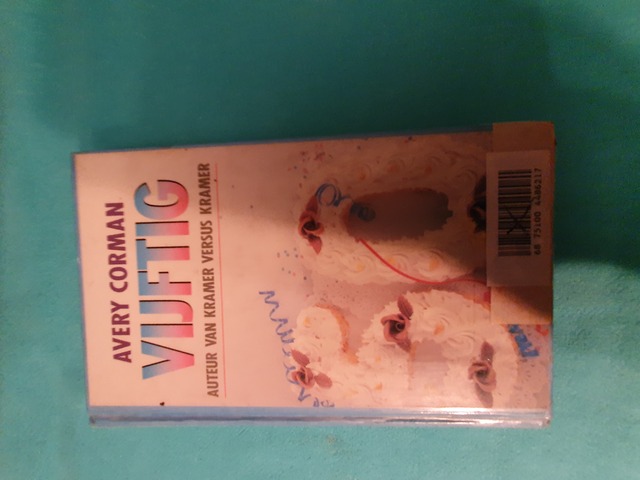 AVERY CORMAN
VIJFTIG
AUTEUR VAN KRAMER VERSUS KRAMER